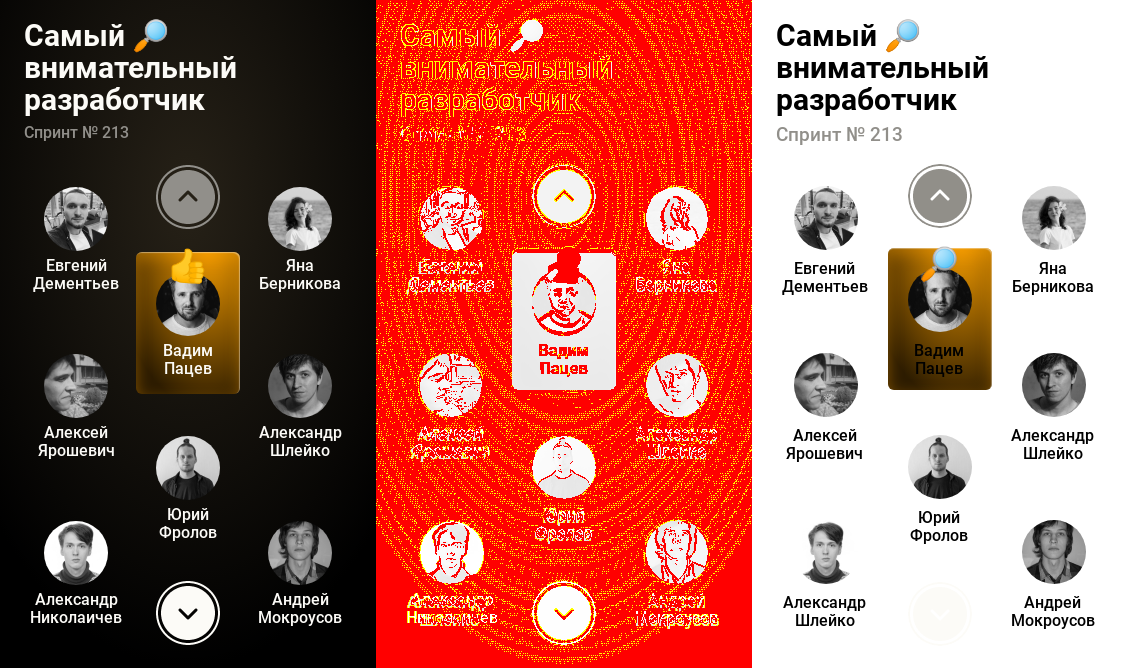 Самый 🔎
внимательный
разработчик
Спринт № 213
Евгений
Дементьев
Яна
Берникова
Вадим
Пацев
Алексей
Ярошевич
Александр
Шлейко
Юрий
Фролов
Александр
Николаичев
Андрей
Мокроусов
Самый
внимательный
разработчик
Спринт № 213
Евгений
Дементьев
Яна
Берникова
Вадим
Пацев
Алексей
Ярошевич
Александр
Шлейко
Юрий
Фролов
Андрей
Мокроусов
Самый 🔎
внимательный
разработчик
Спринт № 213
Евгений
Дементьев
Яна
Берникова
Вадим
Пацев
Алексей
Ярошевич
Александр
Шлейко
Юрий
Фролов
Александр
Шлейко
Андрей
Мокроусов